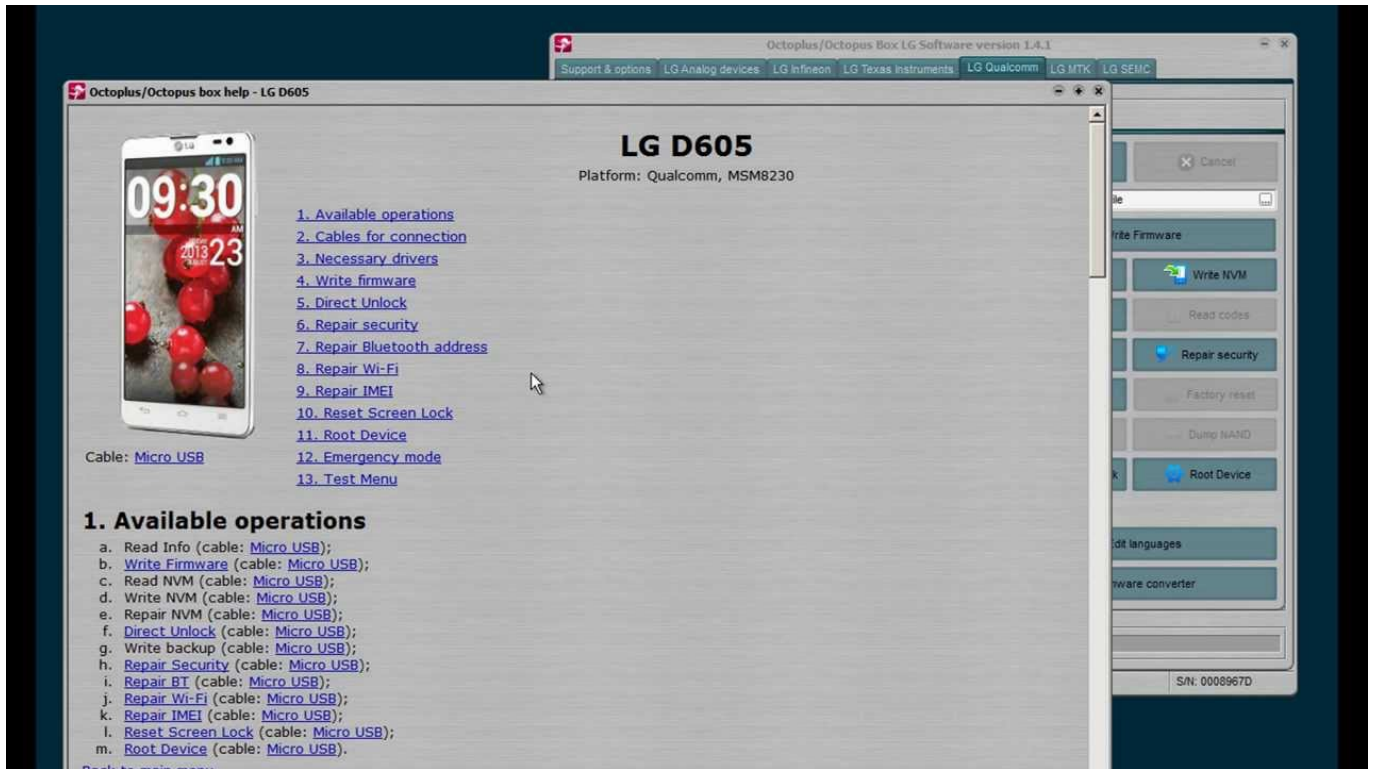 Octoplus/Octopus Box LG Software version 1.4.1
Support & options LG Analog devices LG Infineon LG Texas Instruments LG Qualcomm LG MTK LG SEMC
Octoplus/Octopus box help - LG D605
LG D605
Platform: Qualcomm, MSM8230
LG
09:30
AM
2013 23
1. Available operations
2. Cables for connection
3. Necessary drivers
4. Write firmware
5. Direct Unlock
6. Repair security
7. Repair Bluetooth address
8. Repair Wi-Fi
9. Repair IMEI
10. Reset Screen Lock
11. Root Device
12. Emergency mode
13. Test Menu
Cable: Micro USB
1. Available operations
a. Read Info (cable: Micro USB);
b. Write Firmware (cable: Micro USB);
c. Read NVM (cable: Micro USB);
d. Write NVM (cable: Micro USB);
e. Repair NVM (cable: Micro USB);
f. Direct Unlock (cable: Micro USB);
g. Write backup (cable: Micro USB);
h. Repair Security (cable: Micro USB);
i. Repair BT (cable: Micro USB);
j. Repair Wi-Fi (cable: Micro USB);
k. Repair IMEI (cable: Micro USB);
l. Reset Screen Lock (cable: Micro USB);
m. Root Device (cable: Micro USB).
Back to main menu
Cancel
ile
rite Firmware
Write NVM
Read codes
Repair security
Factory reset
Dump NAND
k
Root Device
dit languages
ware converter
S/N: 0008967D